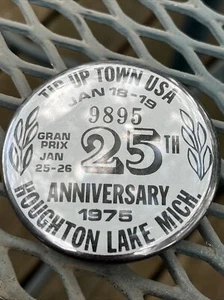 TIP UP TOWN USA
JAN 18-19
9895
GRAN PRIX JAN 25-26
25TH
ANNIVERSARY
1975
HOUGHTON LAKE MICH.